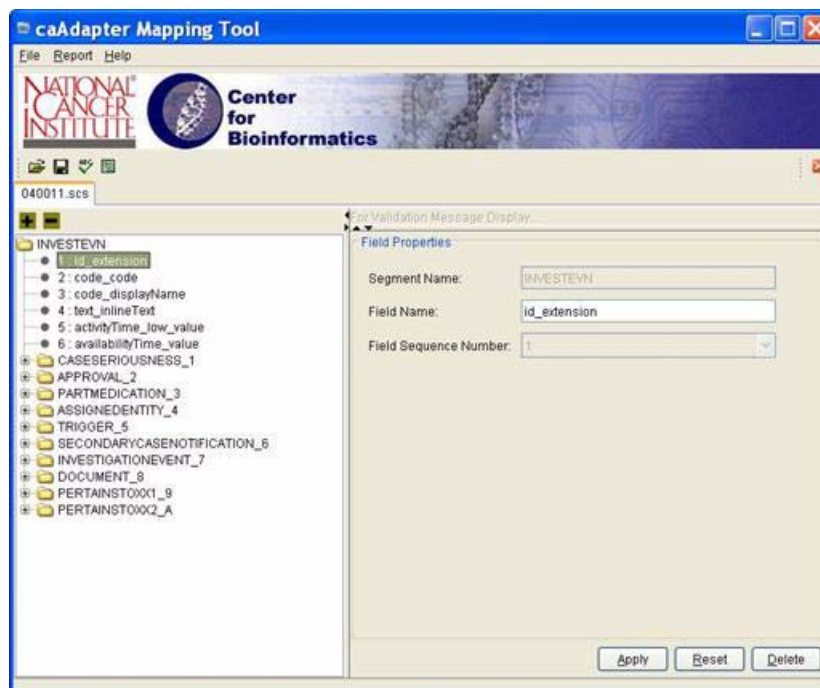 caAdapter Mapping Tool
File Report Help
NATIONAL
CANCER
INSTITUTE
Center
for
Bioinformatics
040011.scs
For Validation Message Display...
INVESTEVN
1 : id_extension
2 : code_code
3 : code_displayName
4 : text_inlineText
5 : activityTime_low_value
6 : availabilityTime_value
CASESERIOUSNESS_1
APPROVAL_2
PARTMEDICATION_3
ASSIGNEDENTITY_4
TRIGGER_5
SECONDARYCASENOTIFICATION_6
INVESTIGATIONEVENT_7
DOCUMENT_8
PERTAINSTOXX1_9
PERTAINSTOXX2_A
Field Properties
Segment Name: INVESTEVN
Field Name: id_extension
Field Sequence Number: 1
Apply Reset Delete